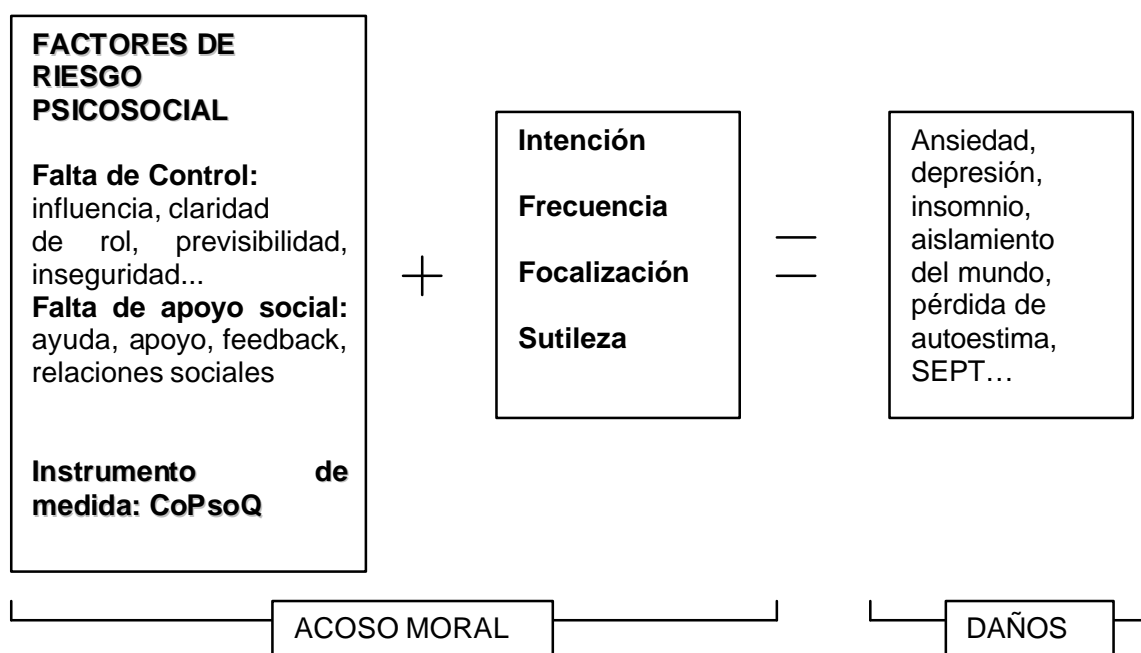 FACTORES DE
RIESGO
PSICOSOCIAL
Falta de Control:
influencia, claridad
de rol, previsibilidad,
inseguridad...
Falta de apoyo social:
ayuda, apoyo, feedback,
relaciones sociales
Instrumento de
medida: CoPsoQ
+
Intención
Frecuencia
Focalización
Sutileza
=
Ansiedad,
depresión,
insomnio,
aislamiento
del mundo,
pérdida de
autoestima,
SEPT…
ACOSO MORAL
DAÑOS